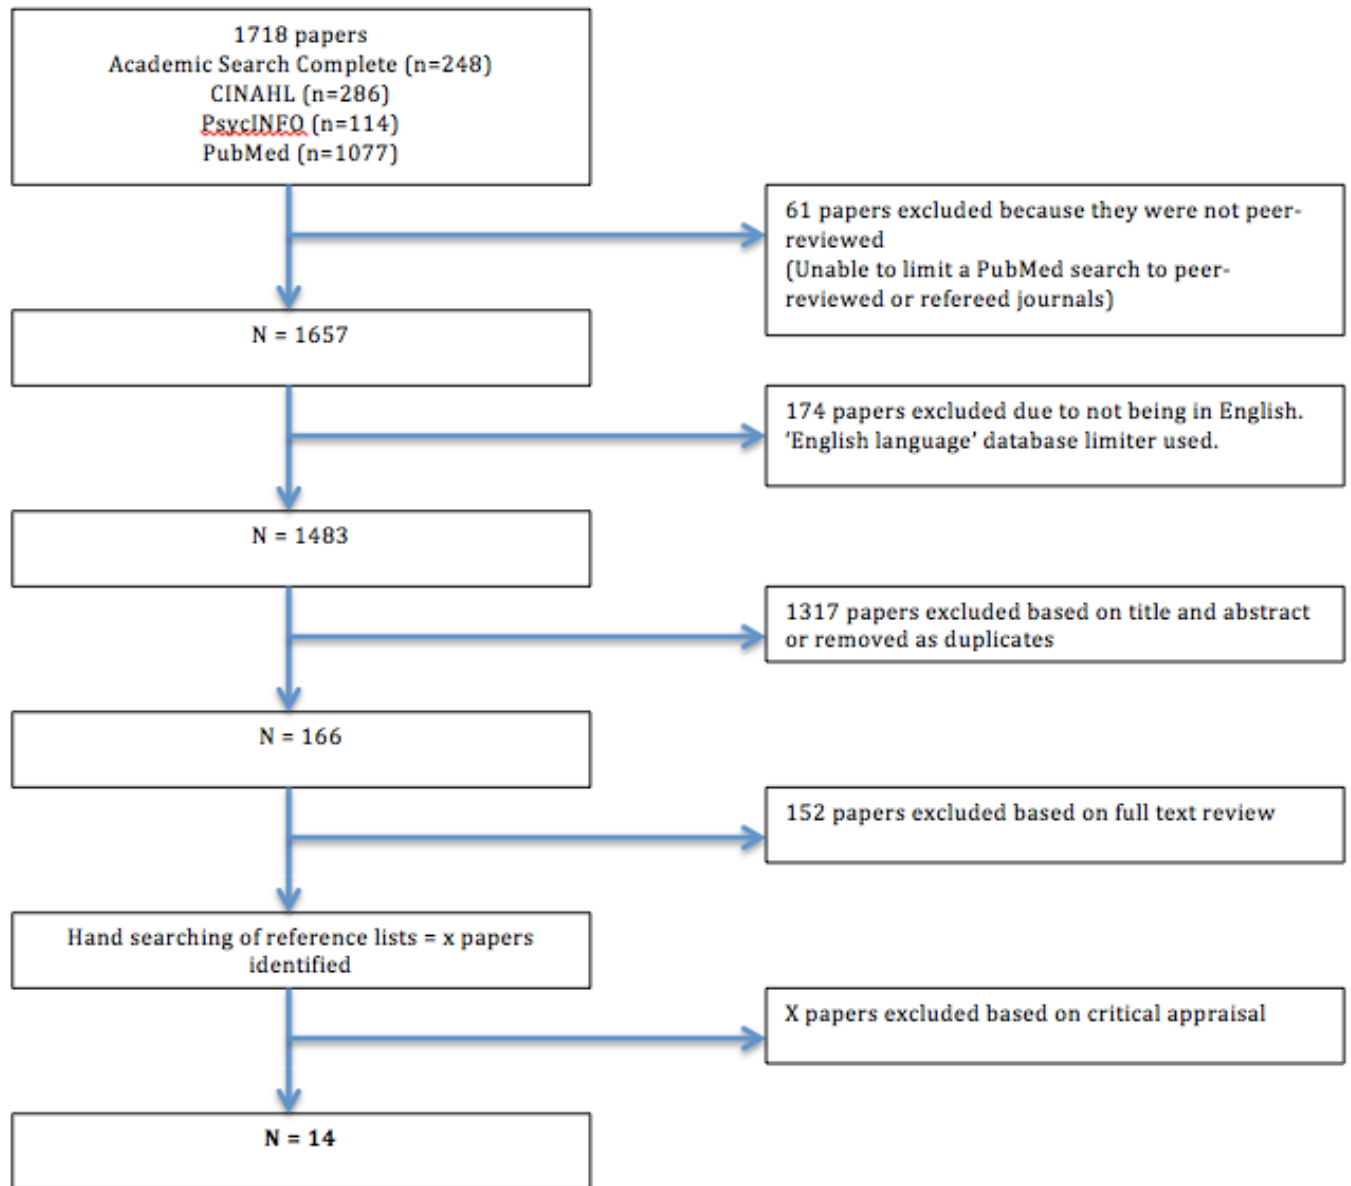 1718 papers
Academic Search Complete (n=248)
CINAHL (n=286)
PsycINFO (n=114)
PubMed (n=1077)
61 papers excluded because they were not peer-
reviewed
(Unable to limit a PubMed search to peer-
reviewed or refereed journals)
N = 1657
174 papers excluded due to not being in English.
‘English language’ database limiter used.
N = 1483
1317 papers excluded based on title and abstract
or removed as duplicates
N = 166
152 papers excluded based on full text review
Hand searching of reference lists = x papers
identified
X papers excluded based on critical appraisal
N = 14